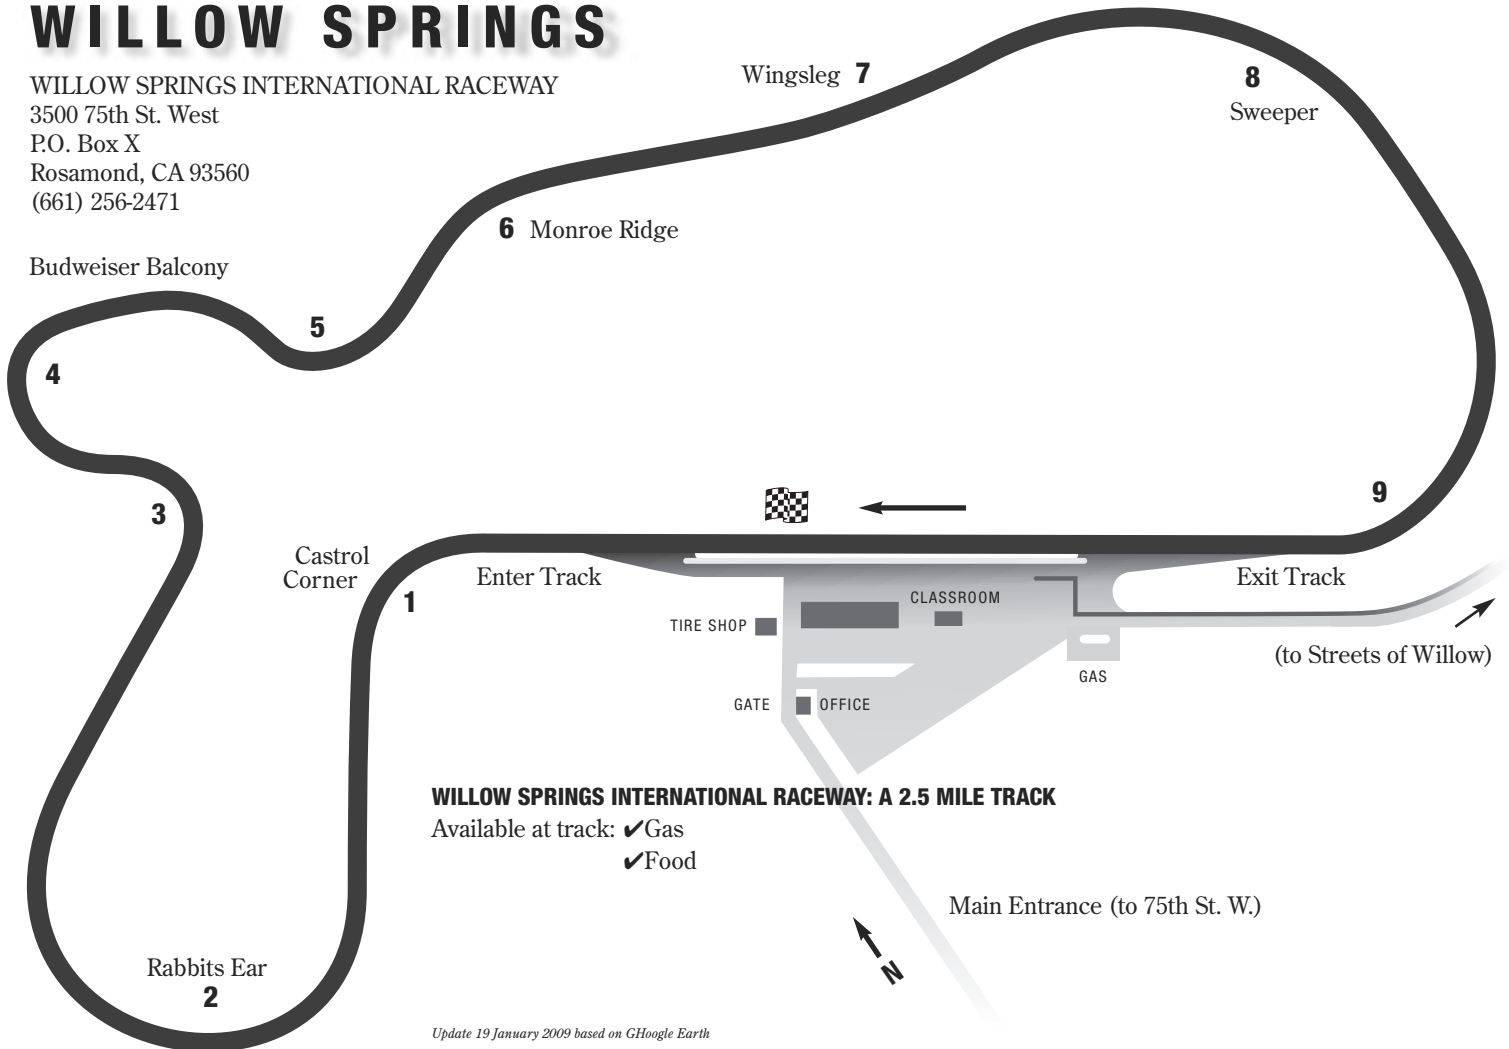 WILLOW SPRINGS
WILLOW SPRINGS INTERNATIONAL RACEWAY
3500 75th St. West
P.O. Box X
Rosamond, CA 93560
(661) 256-2471
Wingsleg 7
8
Sweeper
6 Monroe Ridge
Budweiser Balcony
5
4
3
9
Castrol
Corner
1
Enter Track
Exit Track
CLASSROOM
TIRE SHOP
(to Streets of Willow)
GAS
GATE
OFFICE
WILLOW SPRINGS INTERNATIONAL RACEWAY: A 2.5 MILE TRACK
Available at track: ✔Gas
✔Food
Main Entrance (to 75th St. W.)
N
Rabbits Ear
2
Update 19 January 2009 based on GHoogle Earth